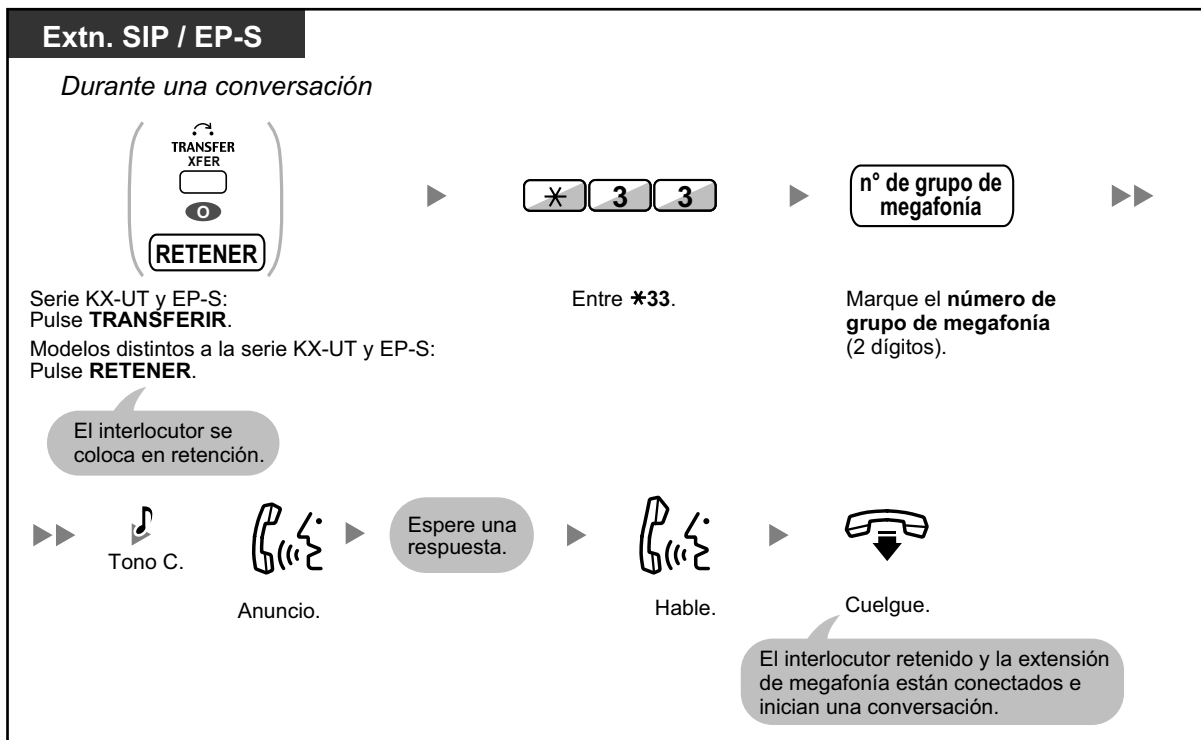 Extn. SIP / EP-S
Durante una conversación
TRANSFER
XFER
RETENER
✳ 3 3
n° de grupo de
megafonía
Serie KX-UT y EP-S:
Pulse TRANSFERIR.
Modelos distintos a la serie KX-UT y EP-S:
Pulse RETENER.
Entre ✳33.
Marque el número de
grupo de megafonía
(2 dígitos).
El interlocutor se
coloca en retención.
Tono C.
Anuncio.
Espere una
respuesta.
Hable.
Cuelgue.
El interlocutor retenido y la extensión
de megafonía están conectados e
inician una conversación.